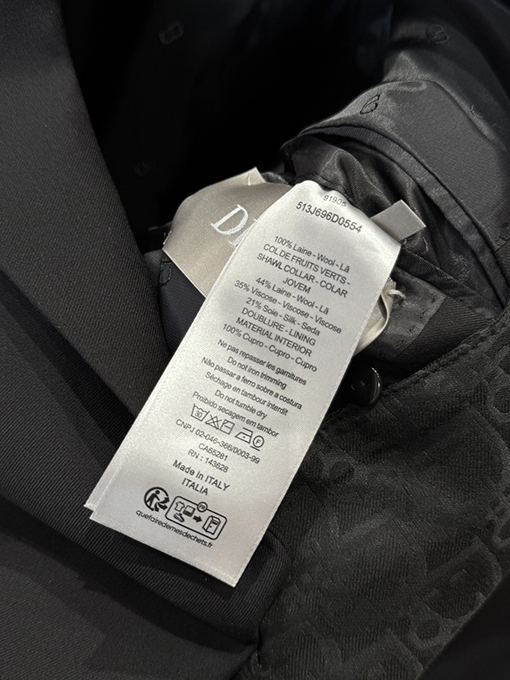 91905
513J696D0554
100% Laine - Wool - Lã
COL DE FRUITS VERTS -
SHAWL COLLAR - COLAR
JOVEM
44% Laine - Wool - Lã
35% Viscose - Viscose - Viscose
21% Soie - Silk - Seda
DOUBLURE - LINING
MATERIAL INTERIOR
100% Cupro - Cupro - Cupro
Ne pas repasser les garnitures
Do not iron trimming
Não passar a ferro sobre a costura
Séchage en tambour interdit
Do not tumble dry
Proibido secagem em tambor
CNPJ 02-046-366/0003-99
CA65281
RN : 143628
Made in ITALY
ITALIA
quefairedemesdechets.fr